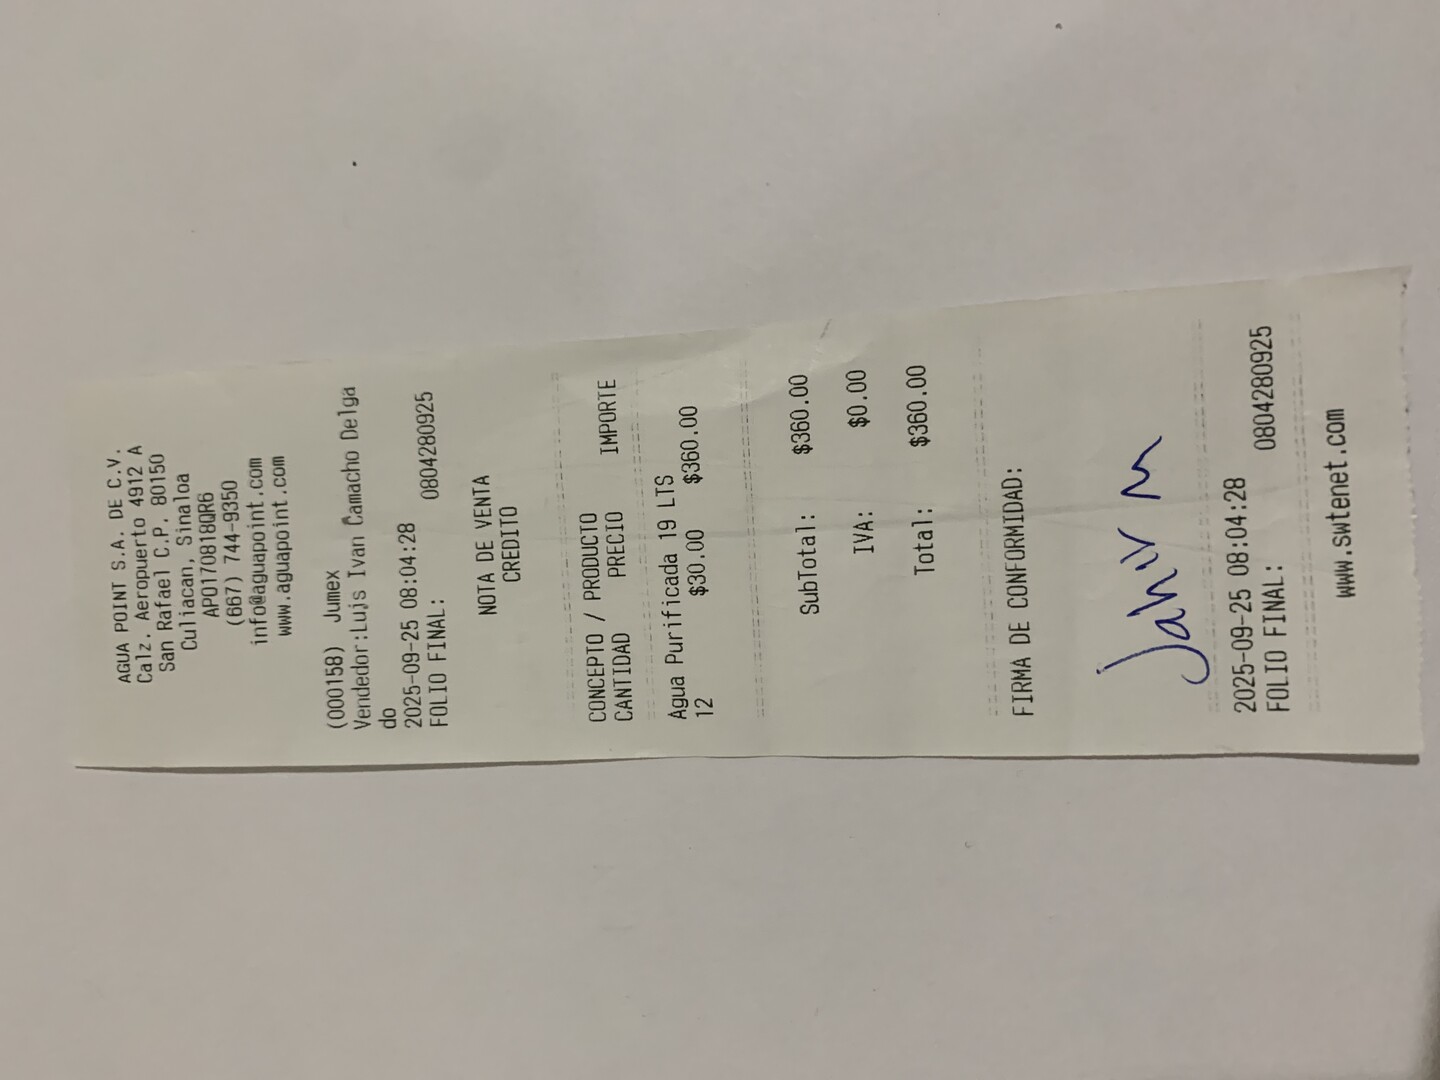 AGUA POINT S.A. DE C.V.
Calz. Aeropuerto 4912 A
San Rafael C.P. 80150
Culiacan, Sinaloa
APO170818QR6
(667) 744-9350
info@aguapoint.com
www.aguapoint.com
(000158) Jumex
Vendedor:Luis Ivan Camacho Delga
do
2025-09-25 08:04:28
FOLIO FINAL: 0804280925
NOTA DE VENTA
CREDITO
CONCEPTO / PRODUCTO
CANTIDAD PRECIO IMPORTE
Agua Purificada 19 LTS
12 $30.00 $360.00
SubTotal: $360.00
IVA: $0.00
Total: $360.00
FIRMA DE CONFORMIDAD:
Jahir M
2025-09-25 08:04:28
FOLIO FINAL: 0804280925
www.swtenet.com